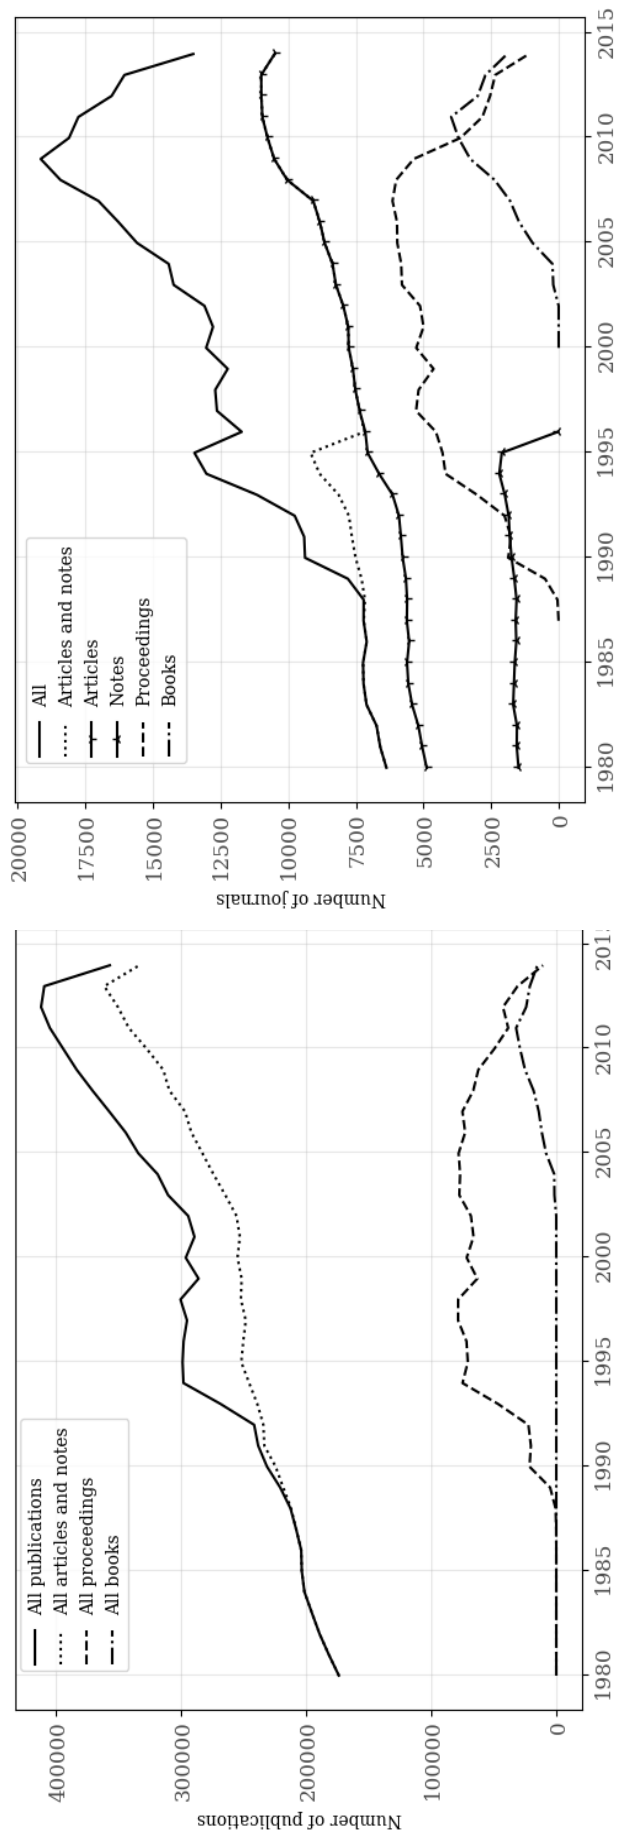 All
Articles and notes
Articles
Notes
Proceedings
Books
20000
17500
15000
12500
10000
7500
5000
2500
0
Number of journals
1980
1985
1990
1995
2000
2005
2010
2015
All publications
All articles and notes
All proceedings
All books
400000
300000
200000
100000
0
Number of publications
1980
1985
1990
1995
2000
2005
2010
201